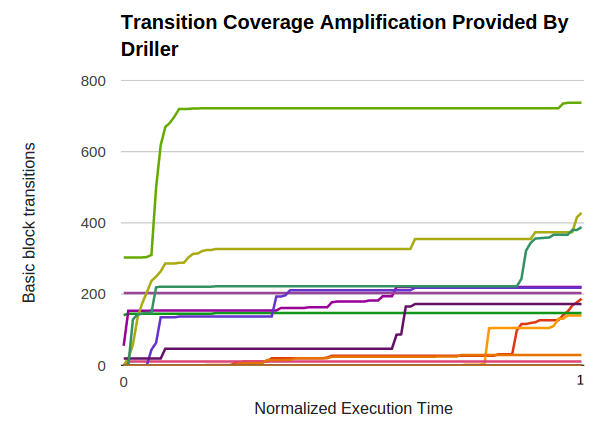 Transition Coverage Amplification Provided By
Driller
Basic block transitions
800
600
400
200
0
0
1
Normalized Execution Time